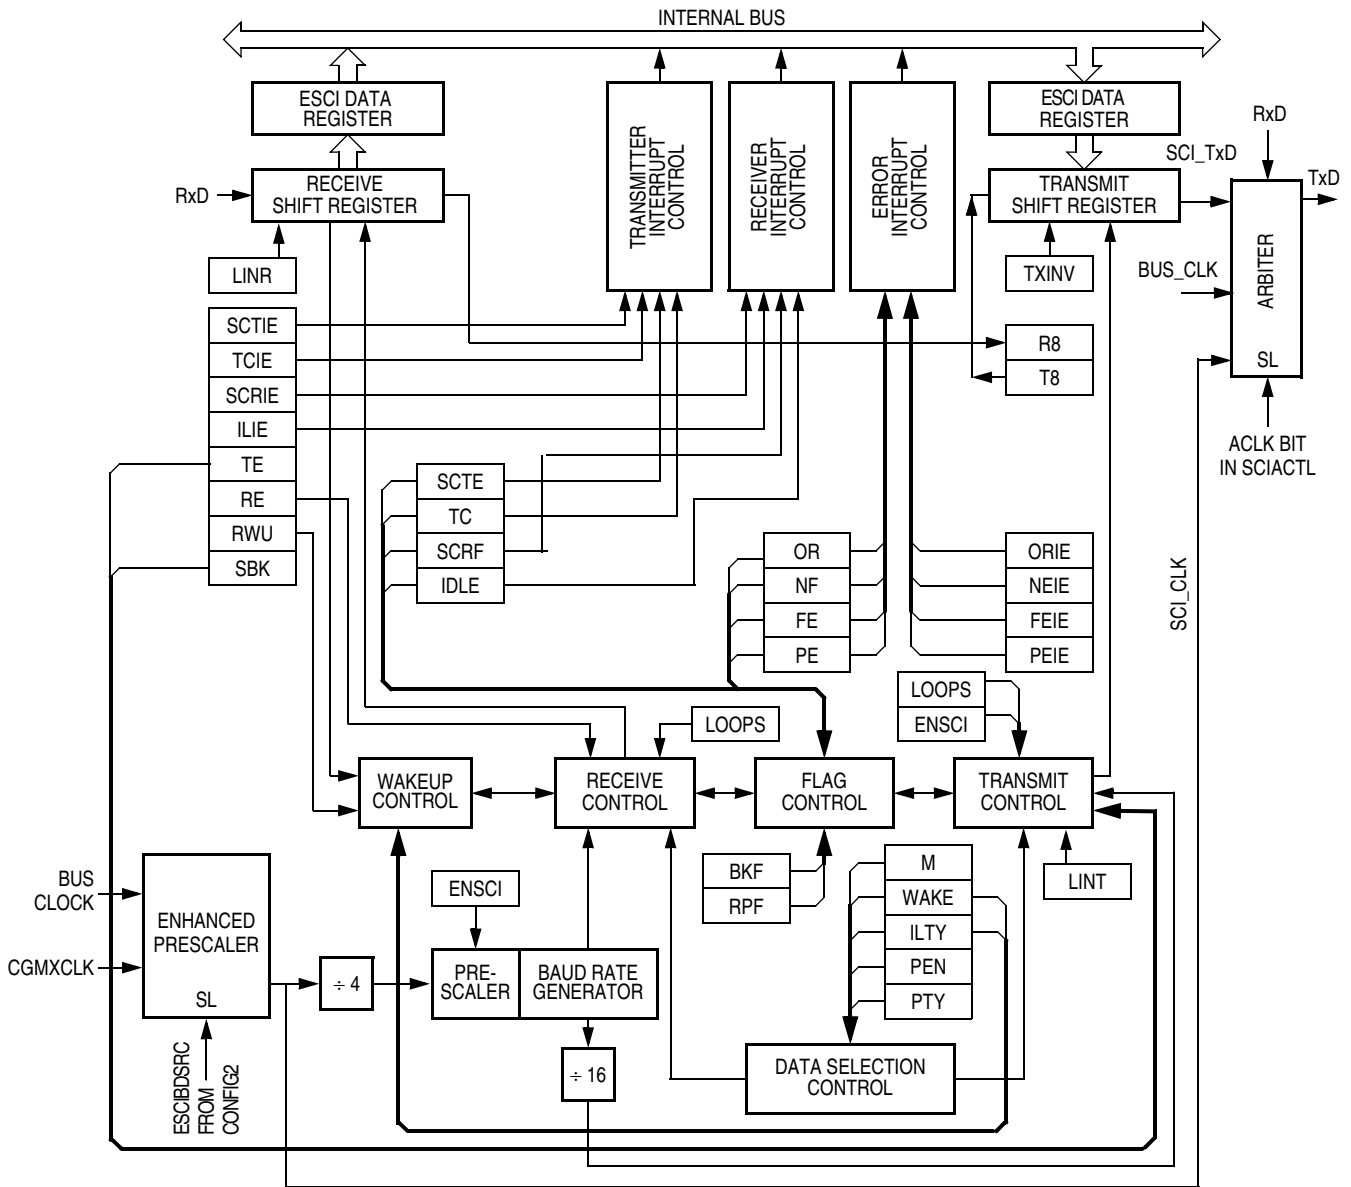 INTERNAL BUS
ESCI DATA
REGISTER
ESCI DATA
REGISTER
RxD
SCI_TxD
TxD
RxD
RECEIVE
SHIFT REGISTER
TRANSMITTER
INTERRUPT
CONTROL
RECEIVER
INTERRUPT
CONTROL
ERROR
INTERRUPT
CONTROL
TRANSMIT
SHIFT REGISTER
LINR
TXINV
BUS_CLK
ARBITER
SL
ACLK BIT
IN SCIACTL
SCTIE
TCIE
SCRIE
ILIE
TE
RE
RWU
SBK
R8
T8
SCTE
TC
SCRF
IDLE
OR
NF
FE
PE
ORIE
NEIE
FEIE
PEIE
SCI_CLK
LOOPS
ENSCI
LOOPS
WAKEUP
CONTROL
RECEIVE
CONTROL
FLAG
CONTROL
TRANSMIT
CONTROL
BKF
RPF
M
WAKE
ILTY
PEN
PTY
LINT
BUS
CLOCK
CGMXCLK
ENHANCED
PRESCALER
SL
ESCIBDSRC
FROM
CONFIG2
÷ 4
ENSCI
PRE-
SCALER
BAUD RATE
GENERATOR
÷ 16
DATA SELECTION
CONTROL